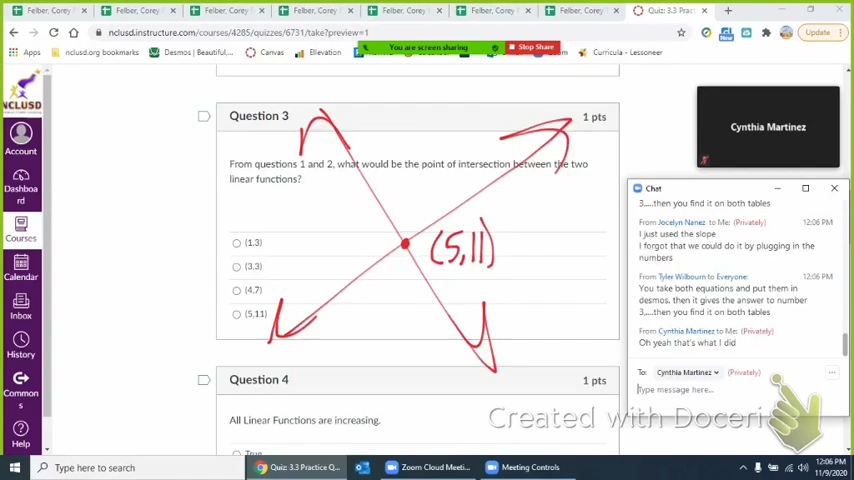 Felber, Corey F
Felber, Corey F
Felber, Corey F
Felber, Corey F
Felber, Corey F
Felber, Corey F
Felber, Corey F
Quiz: 3.3 Prac
nclusd.instructure.com/courses/4285/quizzes/6731/take?preview=1
Update
Apps
nclusd.org bookmarks
Desmos | Beautiful,...
Canvas
Elevation
You are screen sharing
Stop Share
Curricula - Lessoneer
NCLUSD
Account
Dashboa
rd
Courses
Calendar
Inbox
History
Common
s
Help
Question 3
1 pts
From questions 1 and 2, what would be the point of intersection between the two
linear functions?
(1,3)
(3,3)
(4,7)
(5,11)
(5,11)
Question 4
1 pts
All Linear Functions are increasing.
True
Cynthia Martinez
Chat
3,....then you find it on both tables
From Jocelyn Nanez to Me: (Privately) 12:06 PM
I just used the slope
I forgot that we could do it by plugging in the
numbers
From Tyler Wilbourn to Everyone: 12:06 PM
You take both equations and put them in
desmos, then it gives the answer to number
3,....then you find it on both tables
From Cynthia Martinez to Me: (Privately) 12:06 PM
Oh yeah that's what I did
To: Cynthia Martinez (Privately)
Type message here...
Created with Doceri
Type here to search
Quiz: 3.3 Practice Q...
Zoom Cloud Meeti...
Meeting Controls
12:06 PM
11/9/2020